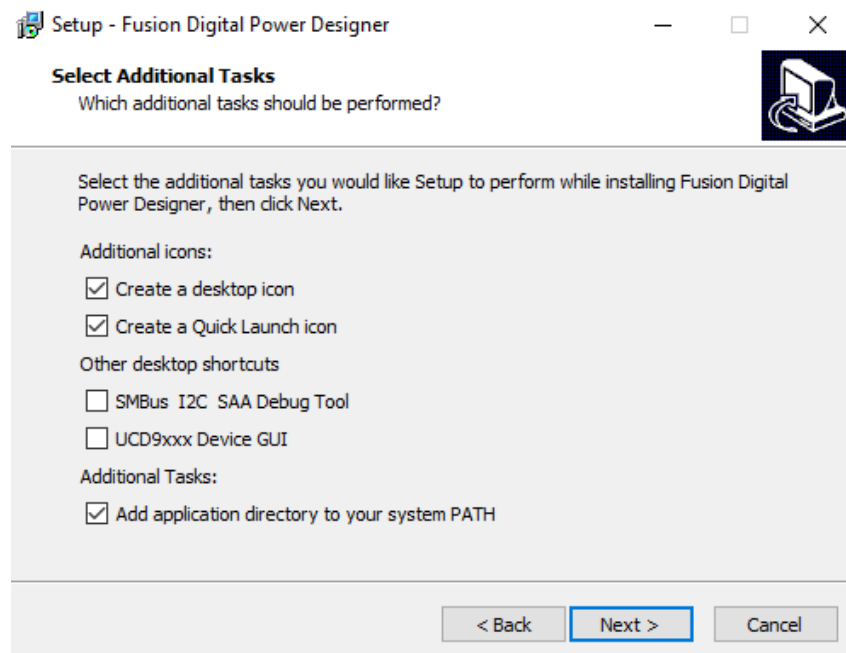 Setup - Fusion Digital Power Designer
Select Additional Tasks
Which additional tasks should be performed?
Select the additional tasks you would like Setup to perform while installing Fusion Digital
Power Designer, then click Next.
Additional icons:
Create a desktop icon
Create a Quick Launch icon
Other desktop shortcuts
SMBus I2C SAA Debug Tool
UCD9xxx Device GUI
Additional Tasks:
Add application directory to your system PATH
< Back Next > Cancel